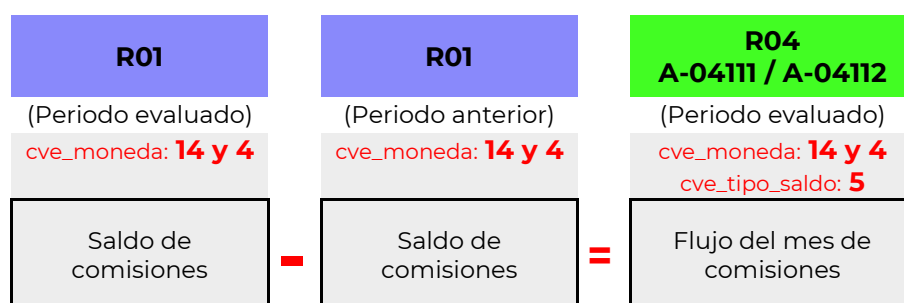 R01
(Periodo evaluado)
cve_moneda: 14 y 4
Saldo de
comisiones
-
R01
(Periodo anterior)
cve_moneda: 14 y 4
Saldo de
comisiones
=
R04
A-04111 / A-04112
(Periodo evaluado)
cve_moneda: 14 y 4
cve_tipo_saldo: 5
Flujo del mes de
comisiones